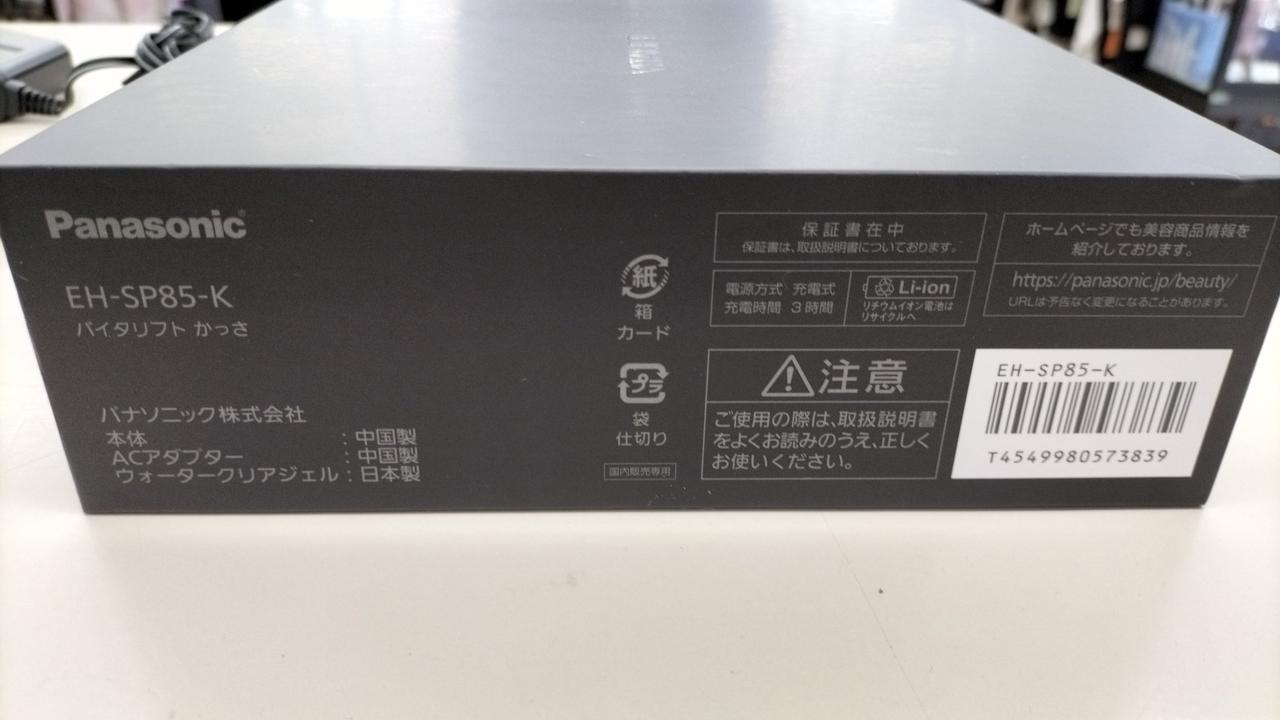 Panasonic
EH-SP85-K
バイタリフト かっさ
パナソニック株式会社
本体 : 中国製
ACアダプター : 中国製
ウォータークリアジェル : 日本製
紙
箱
カード
プラ
袋
仕切り
国内販売専用
保証書在中
保証書は、取扱説明書についております。
電源方式 充電式
充電時間 3時間
Li-ion
リチウムイオン電池は
リサイクルへ
注意
ご使用の際は、取扱説明書
をよくお読みのうえ、正しく
お使いください。
ホームページでも美容商品情報を
紹介しております。
https://panasonic.jp/beauty/
URLは予告なく変更になることがあります。
EH-SP85-K
T4549980573839